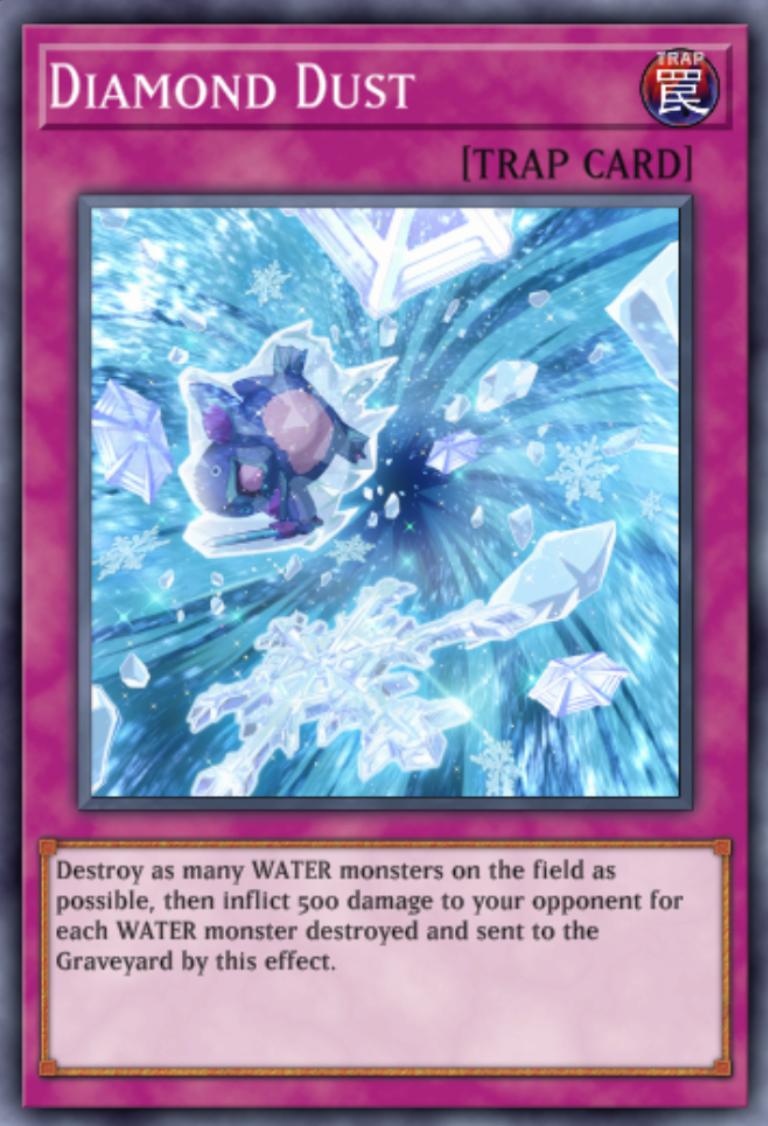 Diamond Dust
TRAP
罠
[TRAP CARD]
Destroy as many WATER monsters on the field as
possible, then inflict 500 damage to your opponent for
each WATER monster destroyed and sent to the
Graveyard by this effect.